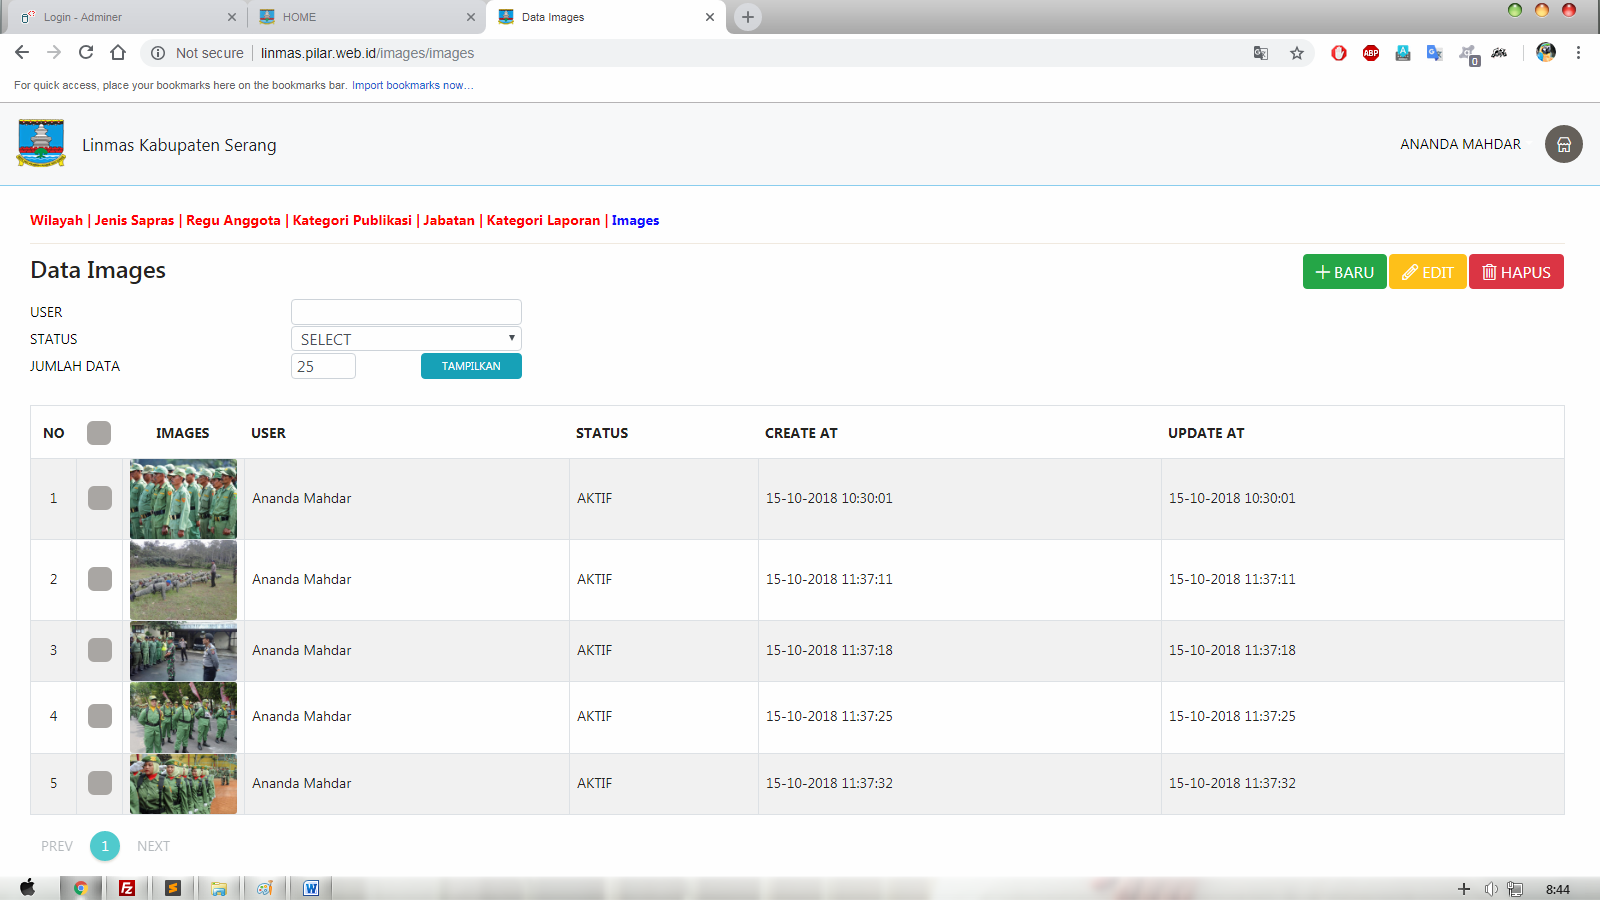 Login - Adminer
HOME
Data Images
Not secure
linmas.pilar.web.id/images/images
ABP
0
For quick access, place your bookmarks here on the bookmarks bar. Import bookmarks now...
Linmas Kabupaten Serang
ANANDA MAHDAR
Wilayah | Jenis Sapras | Regu Anggota | Kategori Publikasi | Jabatan | Kategori Laporan | Images
Data Images
BARU
EDIT
HAPUS
USER
STATUS
SELECT
JUMLAH DATA
25
TAMPILKAN
NO IMAGES USER STATUS CREATE AT UPDATE AT
1 Ananda Mahdar AKTIF 15-10-2018 10:30:01 15-10-2018 10:30:01
2 Ananda Mahdar AKTIF 15-10-2018 11:37:11 15-10-2018 11:37:11
3 Ananda Mahdar AKTIF 15-10-2018 11:37:18 15-10-2018 11:37:18
4 Ananda Mahdar AKTIF 15-10-2018 11:37:25 15-10-2018 11:37:25
5 Ananda Mahdar AKTIF 15-10-2018 11:37:32 15-10-2018 11:37:32
PREV 1 NEXT
8:44